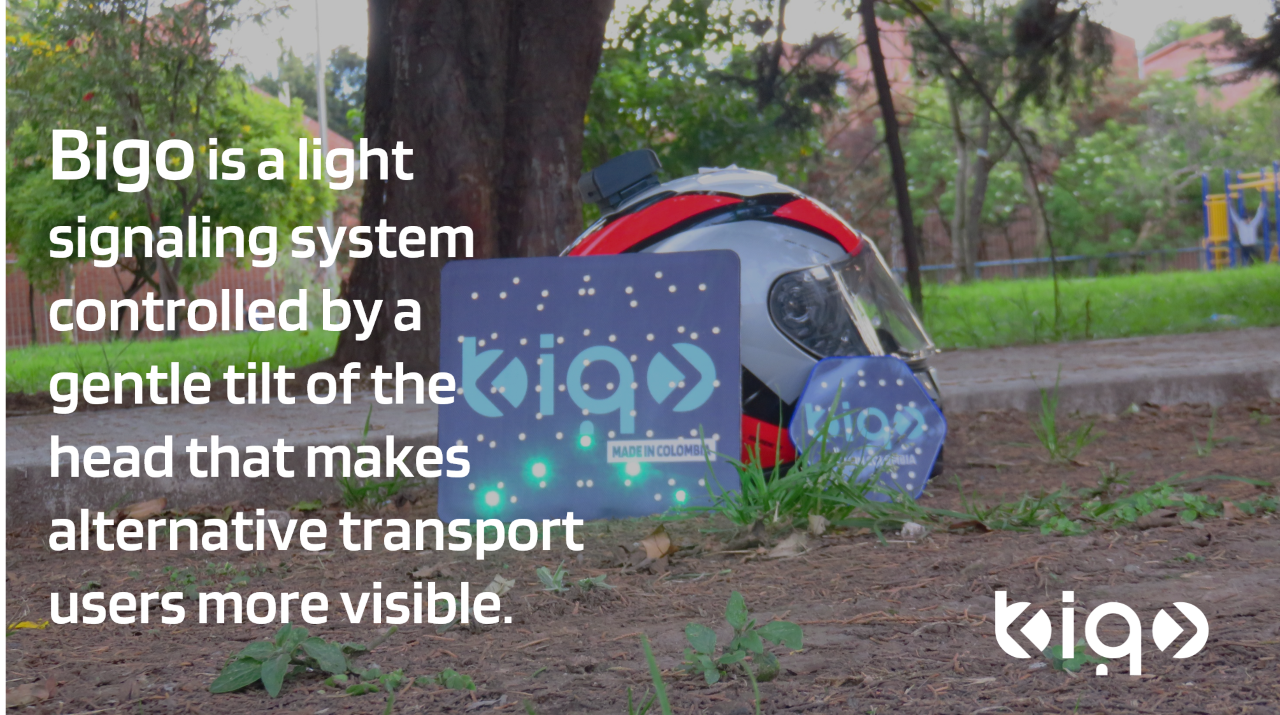 Bigo is a light
signaling system
controlled by a
gentle tilt of the
head that makes
alternative transport
users more visible.
bigo
MADE IN COLOMBIA
bigo
bigo